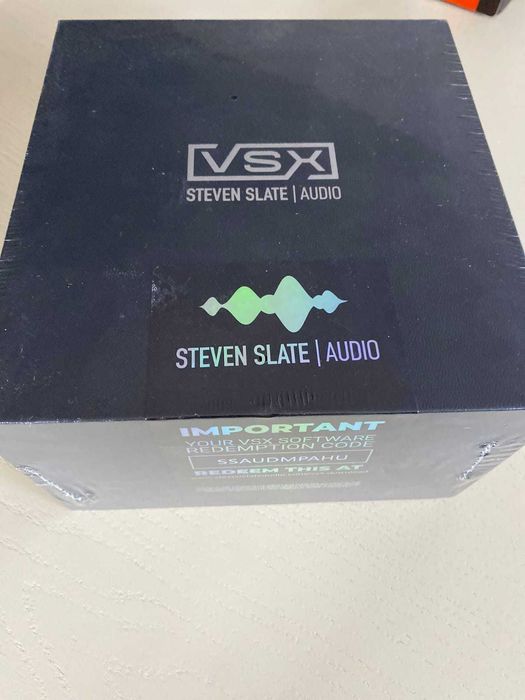 VSX
STEVEN SLATE | AUDIO
STEVEN SLATE | AUDIO
IMPORTANT
YOUR VSX SOFTWARE
REDEMPTION CODE
SSAUDMPAHU
REDEEM THIS AT